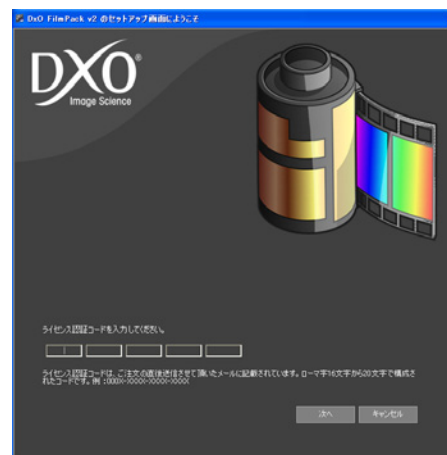 DxO FilmPack v2 のセットアップ画面にようこそ
DXO®
Image Science
ライセンス認証コードを入力してください。
ライセンス認証コードは、ご注文の直後送信させて頂いたメールに記載されています。ローマ字16文字から20文字で構成さ
れたコードです。例:000X-XXXX-XXXX-XXXX
次へ
キャンセル